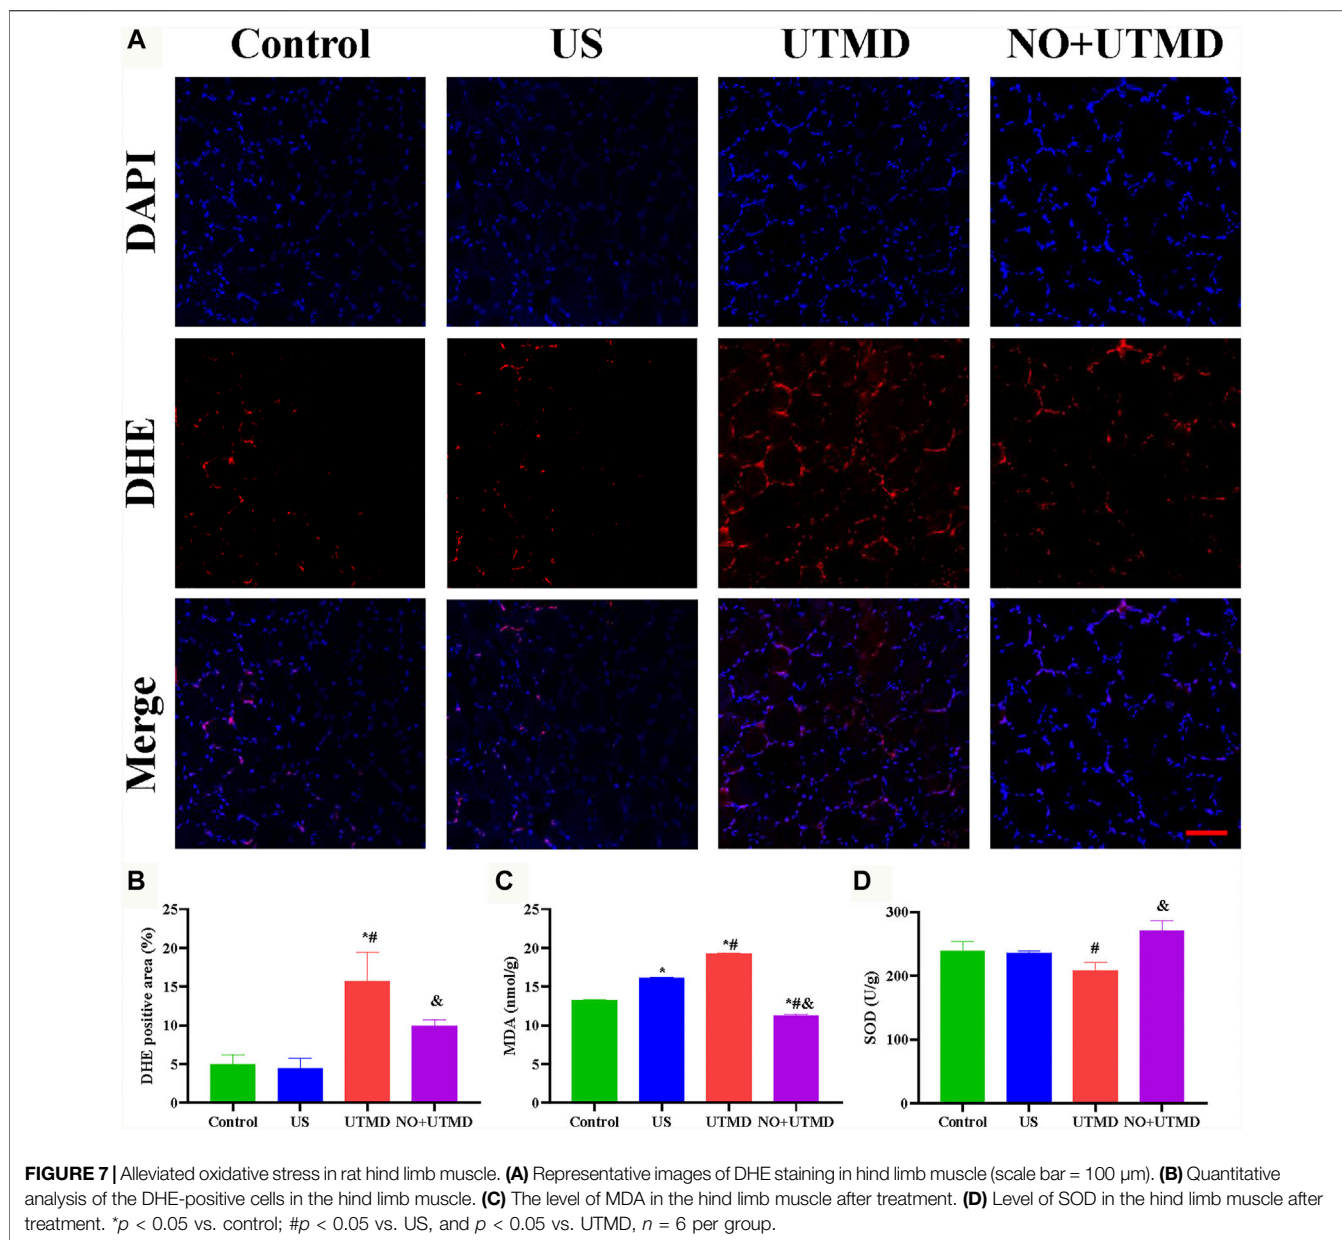 A
Control US UTMD NO+UTMD
DAPI
DHE
Merge
B
DHE positive area (%)
25
20
15
10
5
0
*#
&
Control US UTMD NO+UTMD
C
MDA (nmol/g)
25
20
15
10
5
0
*
*#
*#&
Control US UTMD NO+UTMD
D
SOD (U/g)
300
200
100
0
#
&
Control US UTMD NO+UTMD
FIGURE 7 | Alleviated oxidative stress in rat hind limb muscle. (A) Representative images of DHE staining in hind limb muscle (scale bar = 100 µm). (B) Quantitative
analysis of the DHE-positive cells in the hind limb muscle. (C) The level of MDA in the hind limb muscle after treatment. (D) Level of SOD in the hind limb muscle after
treatment. *p < 0.05 vs. control; #p < 0.05 vs. US, and p < 0.05 vs. UTMD, n = 6 per group.